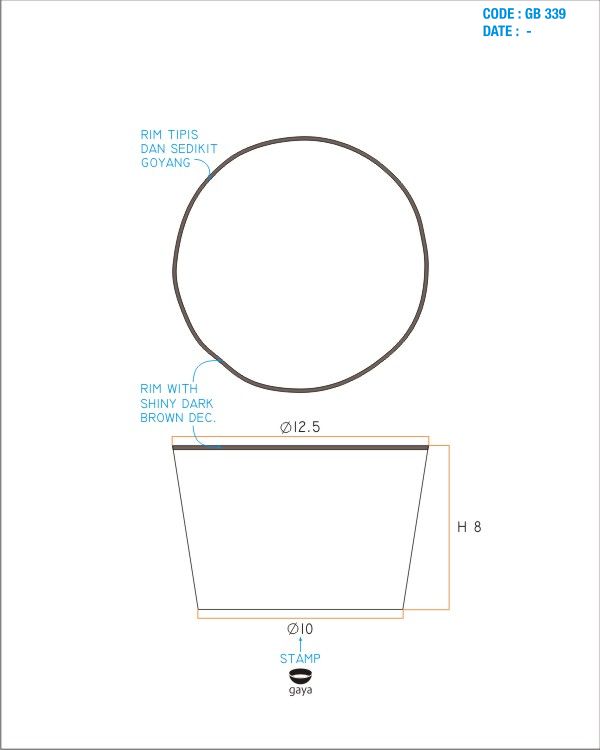 CODE : GB 339
DATE : -
RIM TIPIS
DAN SEDIKIT
GOYANG
RIM WITH
SHINY DARK
BROWN DEC.
Ø12.5
H 8
Ø10
STAMP
gaya